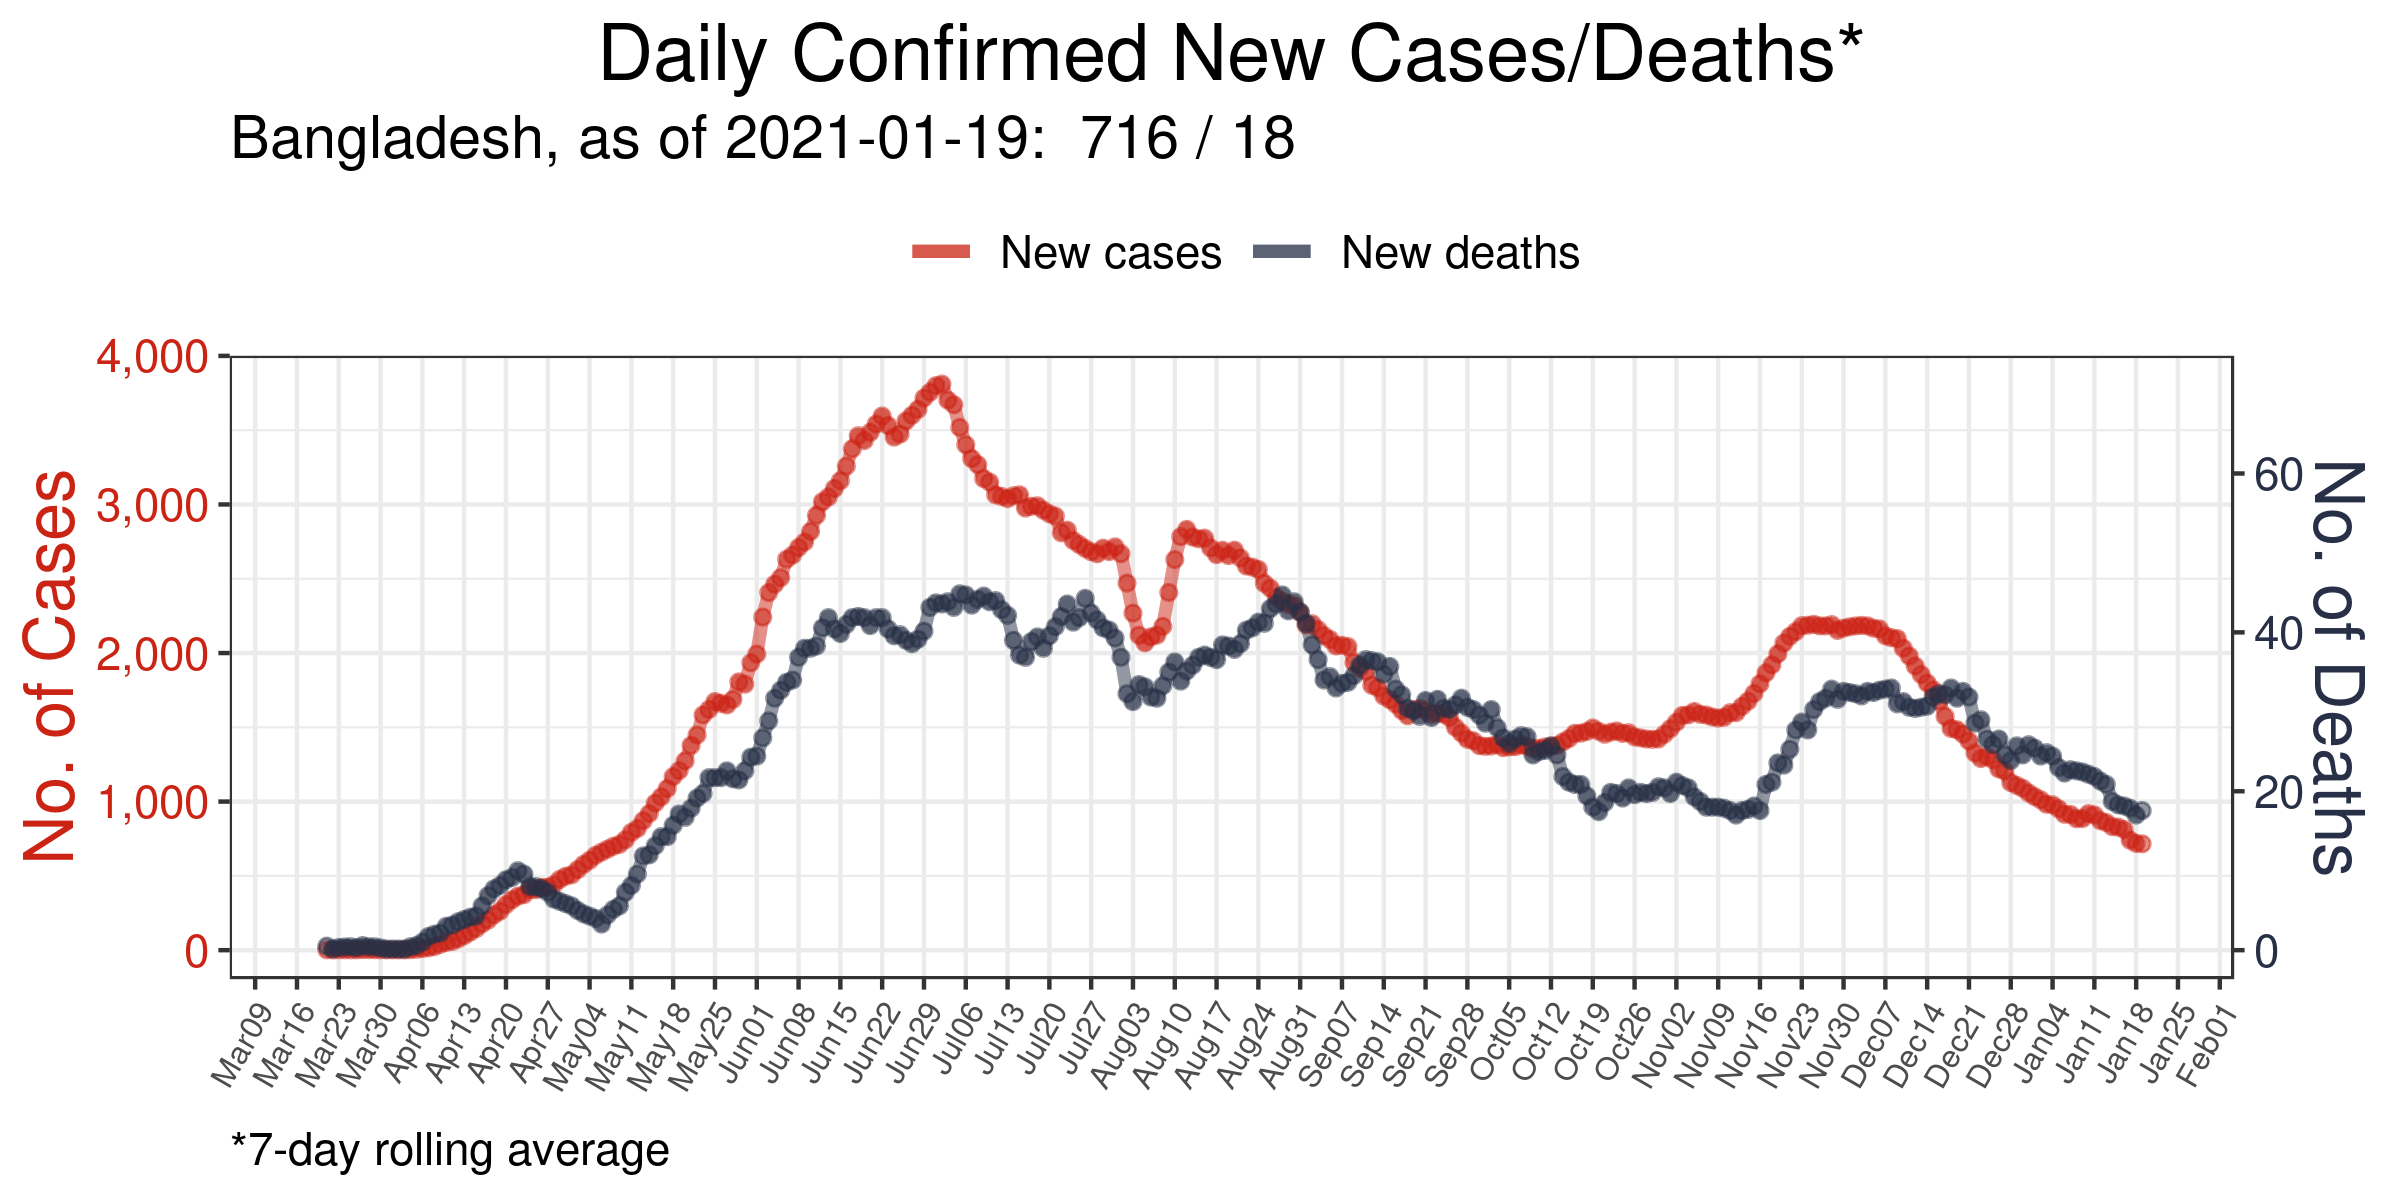 Daily Confirmed New Cases/Deaths*
Bangladesh, as of 2021-01-19:  716 / 18
New cases New deaths
No. of Cases
4,000
3,000
2,000
1,000
0
60
40
20
0
No. of Deaths
Mar09 Mar16 Mar23 Mar30 Apr06 Apr13 Apr20 Apr27 May04 May11 May18 May25 Jun01 Jun08 Jun15 Jun22 Jun29 Jul06 Jul13 Jul20 Jul27 Aug03 Aug10 Aug17 Aug24 Aug31 Sep07 Sep14 Sep21 Sep28 Oct05 Oct12 Oct19 Oct26 Nov02 Nov09 Nov16 Nov23 Nov30 Dec07 Dec14 Dec21 Dec28 Jan04 Jan11 Jan18 Jan25 Feb01
*7-day rolling average